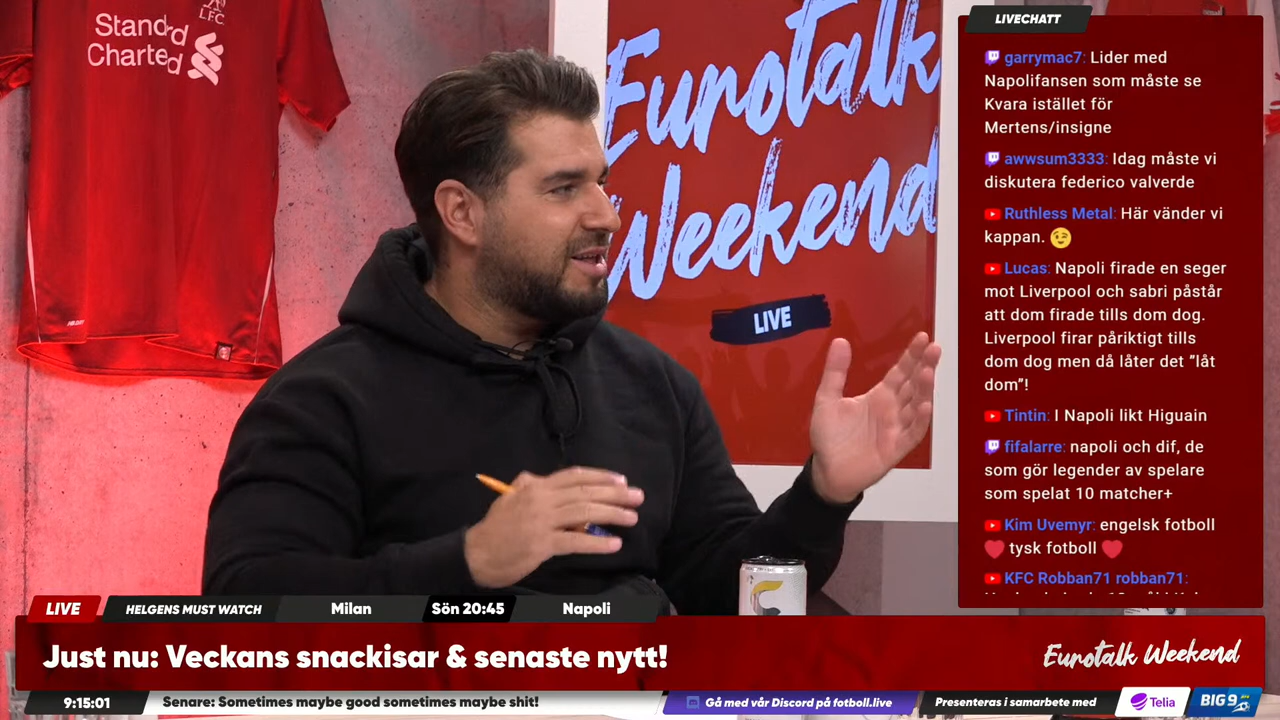 Standard
Chartered
LFC
Eurotalk
Weekend
LIVE
LIVECHATT
garrymac7: Lider med
Napolifansen som måste se
Kvara istället för
Mertens/insigne
awwsum3333: Idag måste vi
diskutera federico valverde
Ruthless Metal: Här vänder vi
kappan. 😉
Lucas: Napoli firade en seger
mot Liverpool och sabri påstår
att dom firade tills dom dog.
Liverpool firar påriktigt tills
dom dog men då låter det ”låt
dom”!
Tintin: I Napoli likt Higuain
fifalarre: napoli och dif, de
som gör legender av spelare
som spelat 10 matcher+
Kim Uvemyr: engelsk fotboll
❤️ tysk fotboll ❤️
KFC Robban71 robban71:
LIVE HELGENS MUST WATCH Milan Sön 20:45 Napoli
Just nu: Veckans snackisar & senaste nytt!
Eurotalk Weekend
9:15:01 Senare: Sometimes maybe good sometimes maybe shit! Gå med vår Discord på fotboll.live Presenteras i samarbete med Telia BIG9